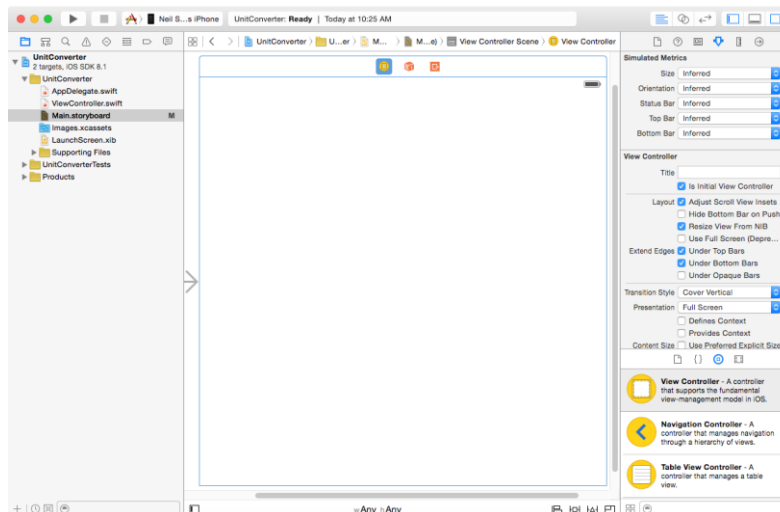 Neil S...s iPhone
UnitConverter: Ready | Today at 10:25 AM
UnitConverter
U...er
M...
M...e)
View Controller Scene
View Controller
UnitConverter
2 targets, iOS SDK 8.1
UnitConverter
AppDelegate.swift
ViewController.swift
Main.storyboard M
Images.xcassets
LaunchScreen.xib
Supporting Files
UnitConverterTests
Products
wAny hAny
Simulated Metrics
Size Inferred
Orientation Inferred
Status Bar Inferred
Top Bar Inferred
Bottom Bar Inferred
View Controller
Title
Is Initial View Controller
Layout Adjust Scroll View Insets
Hide Bottom Bar on Push
Resize View From NIB
Use Full Screen (Depre...
Extend Edges Under Top Bars
Under Bottom Bars
Under Opaque Bars
Transition Style Cover Vertical
Presentation Full Screen
Defines Context
Provides Context
Content Size Use Preferred Explicit Size
{}
View Controller - A controller
that supports the fundamental
view-management model in iOS.
Navigation Controller - A
controller that manages navigation
through a hierarchy of views.
Table View Controller - A
controller that manages a table
view.